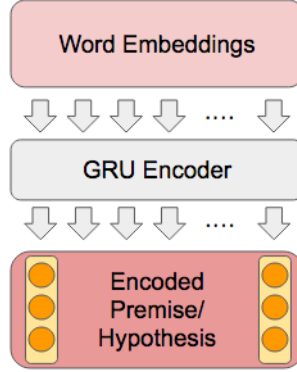 Word Embeddings
....
GRU Encoder
....
Encoded
Premise/
Hypothesis